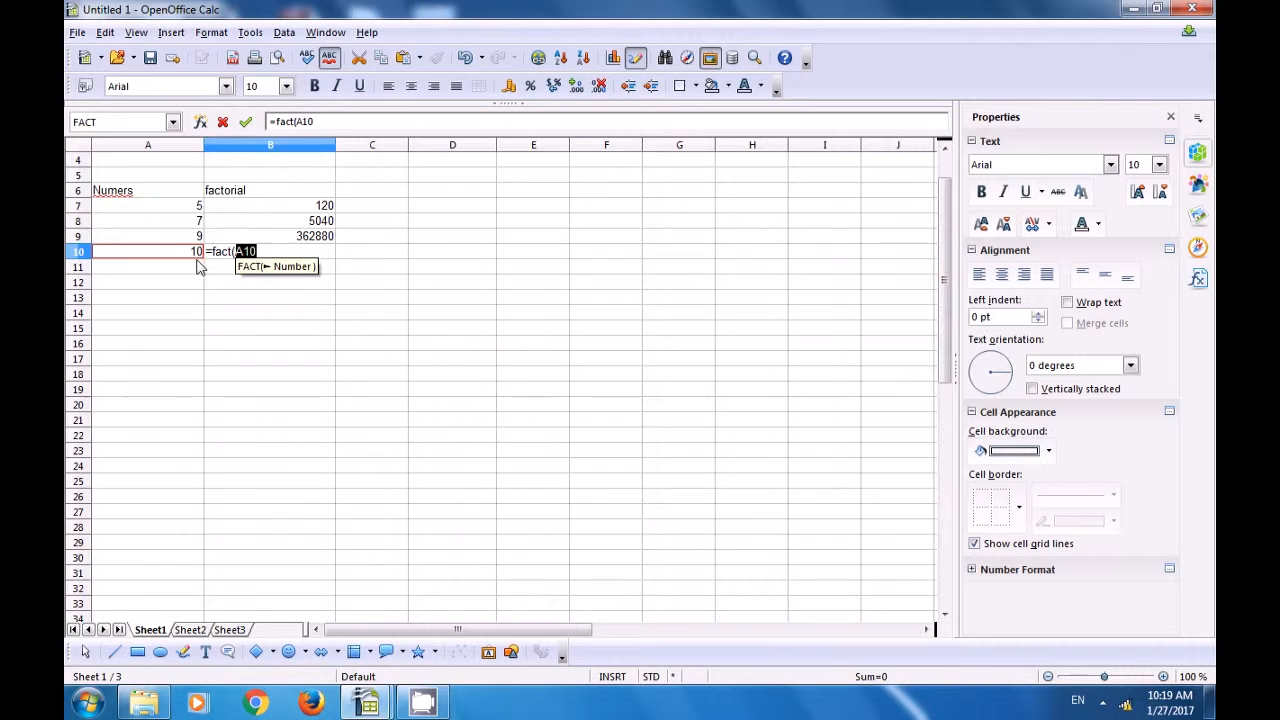 Untitled 1 - OpenOffice Calc
File Edit View Insert Format Tools Data Window Help
Arial 10
FACT =fact(A10
A B C D E F G H I J
4
5
6 Numers factorial
7 5 120
8 7 5040
9 9 362880
10 10 =fact(A10
FACT(← Number )
11
12
13
14
15
16
17
18
19
20
21
22
23
24
25
26
27
28
29
30
31
32
33
34
Properties
Text
Arial 10
Alignment
Left indent:
Wrap text
0 pt
Merge cells
Text orientation:
0 degrees
Vertically stacked
Cell Appearance
Cell background:
Cell border:
Show cell grid lines
Number Format
Sheet1 Sheet2 Sheet3
Sheet 1 / 3 Default INSRT STD * Sum=0 100 %
EN 10:19 AM
1/27/2017